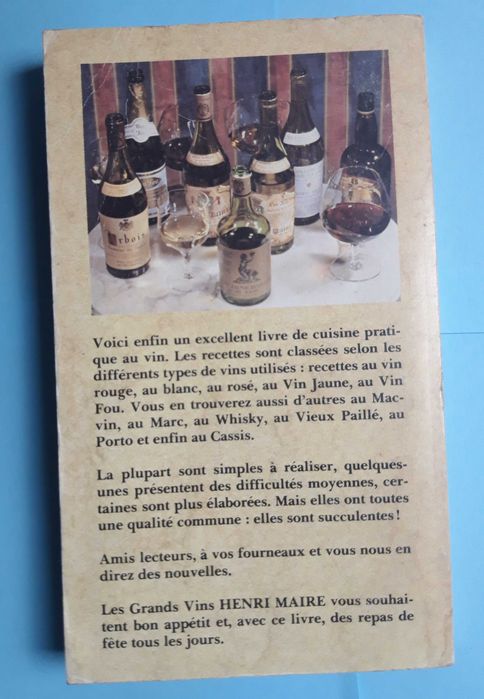 Arbois
Voici enfin un excellent livre de cuisine prati-
que au vin. Les recettes sont classées selon les
différents types de vins utilisés : recettes au vin
rouge, au blanc, au rosé, au Vin Jaune, au Vin
Fou. Vous en trouverez aussi d'autres au Mac-
vin, au Marc, au Whisky, au Vieux Paillé, au
Porto et enfin au Cassis.
La plupart sont simples à réaliser, quelques-
unes présentent des difficultés moyennes, cer-
taines sont plus élaborées. Mais elles ont toutes
une qualité commune : elles sont succulentes !
Amis lecteurs, à vos fourneaux et vous nous en
direz des nouvelles.
Les Grands Vins HENRI MAIRE vous souhai-
tent bon appétit et, avec ce livre, des repas de
fête tous les jours.